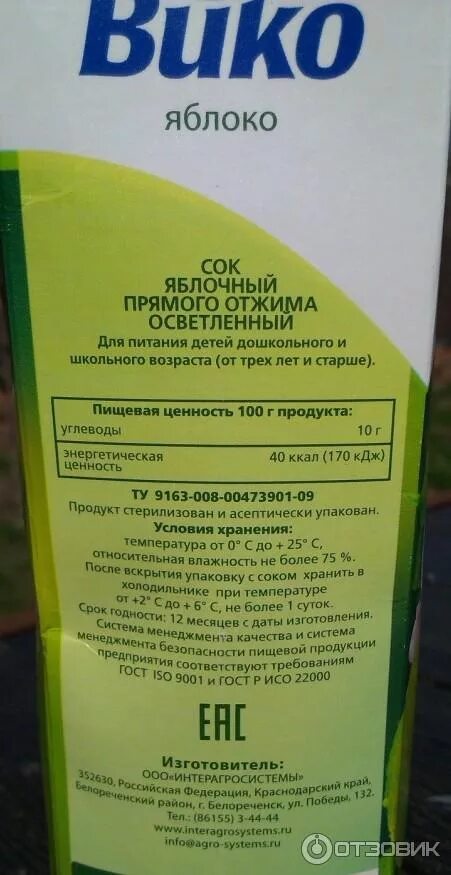 Вико
яблоко
СОК
ЯБЛОЧНЫЙ
ПРЯМОГО ОТЖИМА
ОСВЕТЛЕННЫЙ
Для питания детей дошкольного и
школьного возраста (от трех лет и старше).
Пищевая ценность 100 г продукта:
углеводы 10 г
энергетическая 40 ккал (170 кДж)
ценность
ТУ 9163-008-00473901-09
Продукт стерилизован и асептически упакован.
Условия хранения:
температура от 0° С до + 25° С,
относительная влажность не более 75 %.
После вскрытия упаковку с соком хранить в
холодильнике при температуре
от +2° С до + 6° С, не более 1 суток.
Срок годности: 12 месяцев с даты изготовления.
Система менеджмента качества и система
менеджмента безопасности пищевой продукции
предприятия соответствуют требованиям
ГОСТ ISO 9001 и ГОСТ Р ИСО 22000
ЕАС
Изготовитель:
ООО«ИНТЕРАГРОСИСТЕМЫ»
352630, Российская Федерация, Краснодарский край,
Белореченский район, г. Белореченск, ул. Победы, 132.
Тел.: (86155) 3-44-44
www.interagrosystems.ru
info@agro-systems.ru
ОТЗОВИК